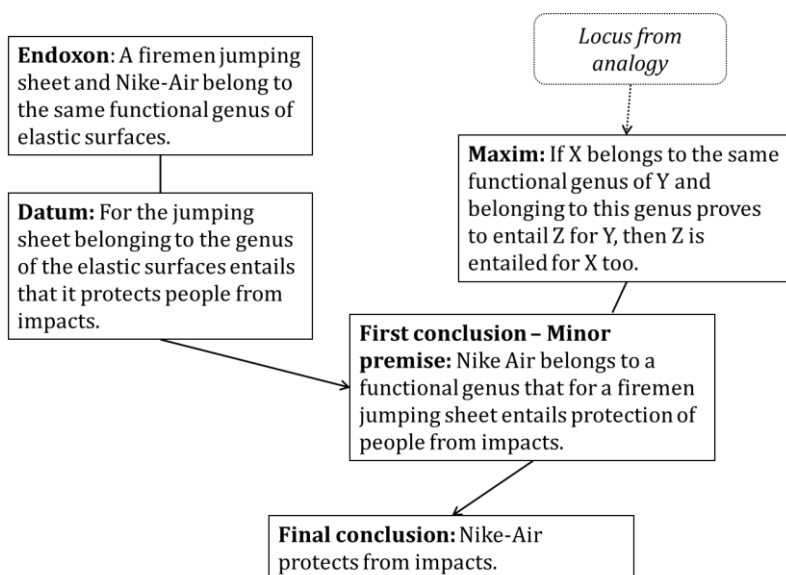 Endoxon: A firemen jumping
sheet and Nike-Air belong to
the same functional genus of
elastic surfaces.
Locus from
analogy
Maxim: If X belongs to the same
functional genus of Y and
belonging to this genus proves
to entail Z for Y, then Z is
entailed for X too.
Datum: For the jumping
sheet belonging to the genus
of the elastic surfaces entails
that it protects people from
impacts.
First conclusion – Minor
premise: Nike Air belongs to a
functional genus that for a firemen
jumping sheet entails protection of
people from impacts.
Final conclusion: Nike-Air
protects from impacts.